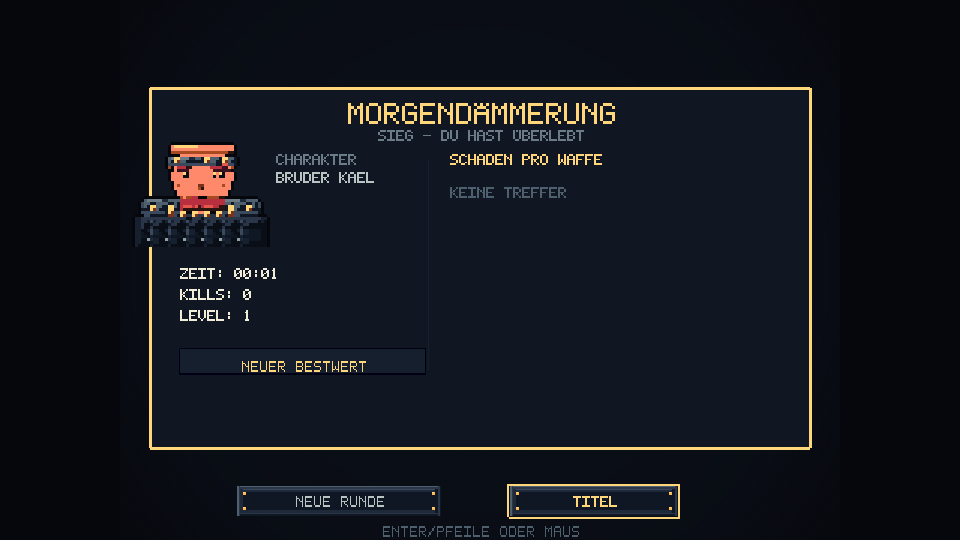 MORGENDÄMMERUNG
SIEG - DU HAST ÜBERLEBT
CHARAKTER
BRUDER KAEL
SCHADEN PRO WAFFE
KEINE TREFFER
ZEIT: 00:01
KILLS: 0
LEVEL: 1
NEUER BESTWERT
NEUE RUNDE
TITEL
ENTER/PFEILE ODER MAUS